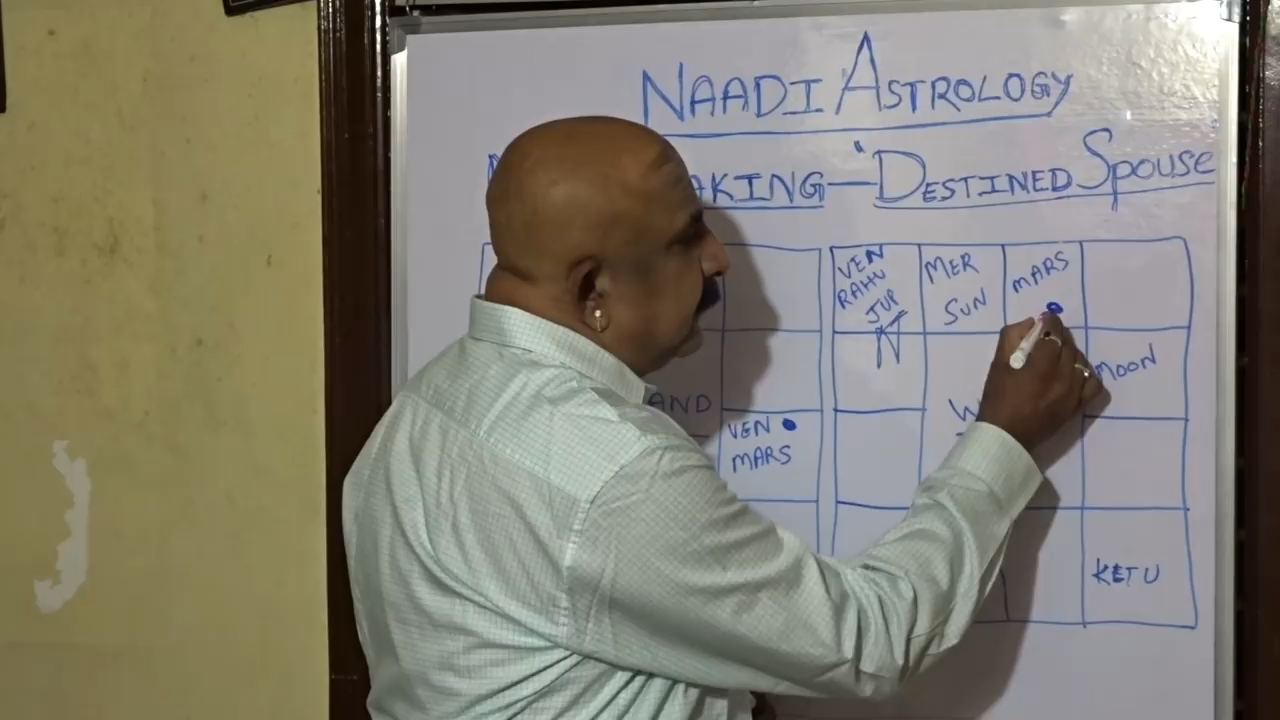 NAADI ASTROLOGY
AKING - "DESTINED SPOUSE
VEN
RAHU
JUP
N
MER
SUN
MARS
MOON
KETU
AND
VEN
MARS